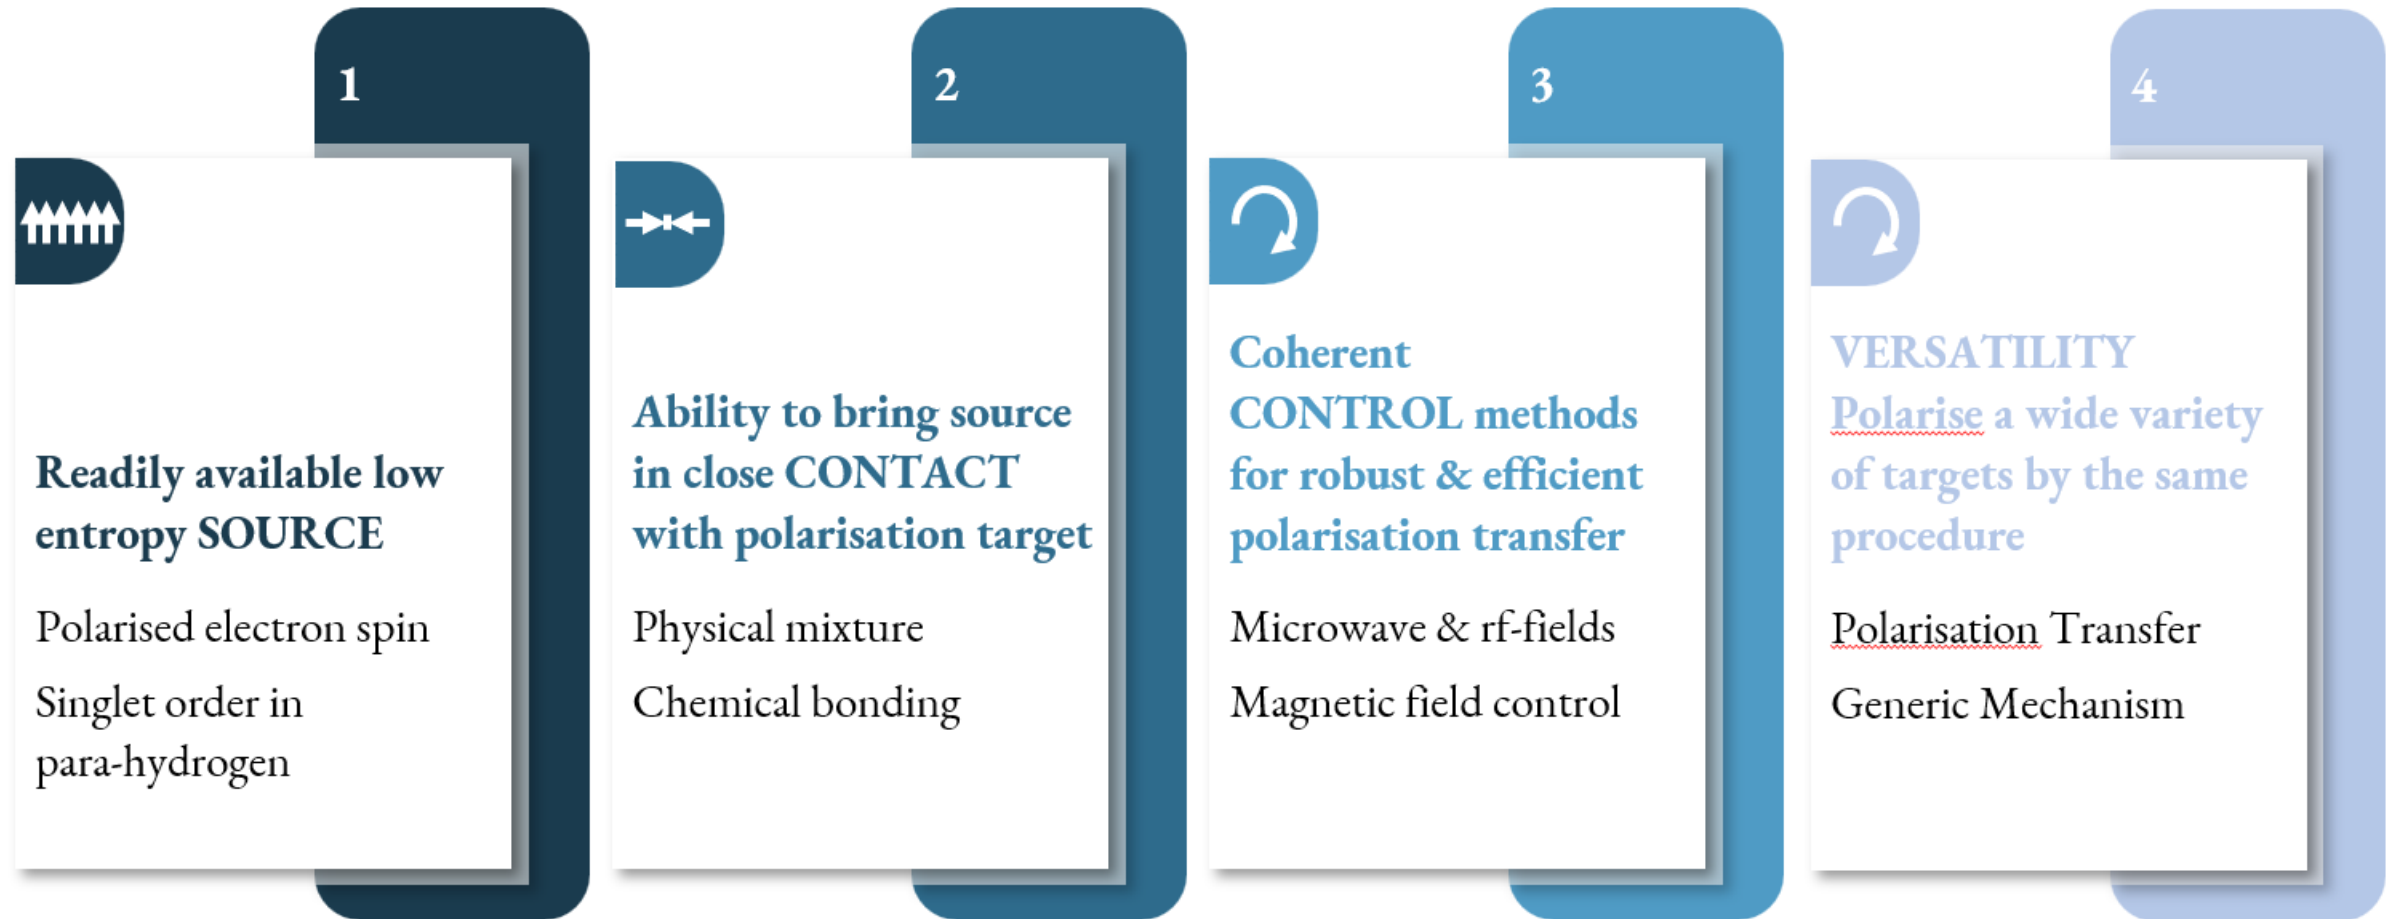 1
Readily available low
entropy SOURCE
Polarised electron spin
Singlet order in
para-hydrogen
2
Ability to bring source
in close CONTACT
with polarisation target
Physical mixture
Chemical bonding
3
Coherent
CONTROL methods
for robust & efficient
polarisation transfer
Microwave & rf-fields
Magnetic field control
4
VERSATILITY
Polarise a wide variety
of targets by the same
procedure
Polarisation Transfer
Generic Mechanism